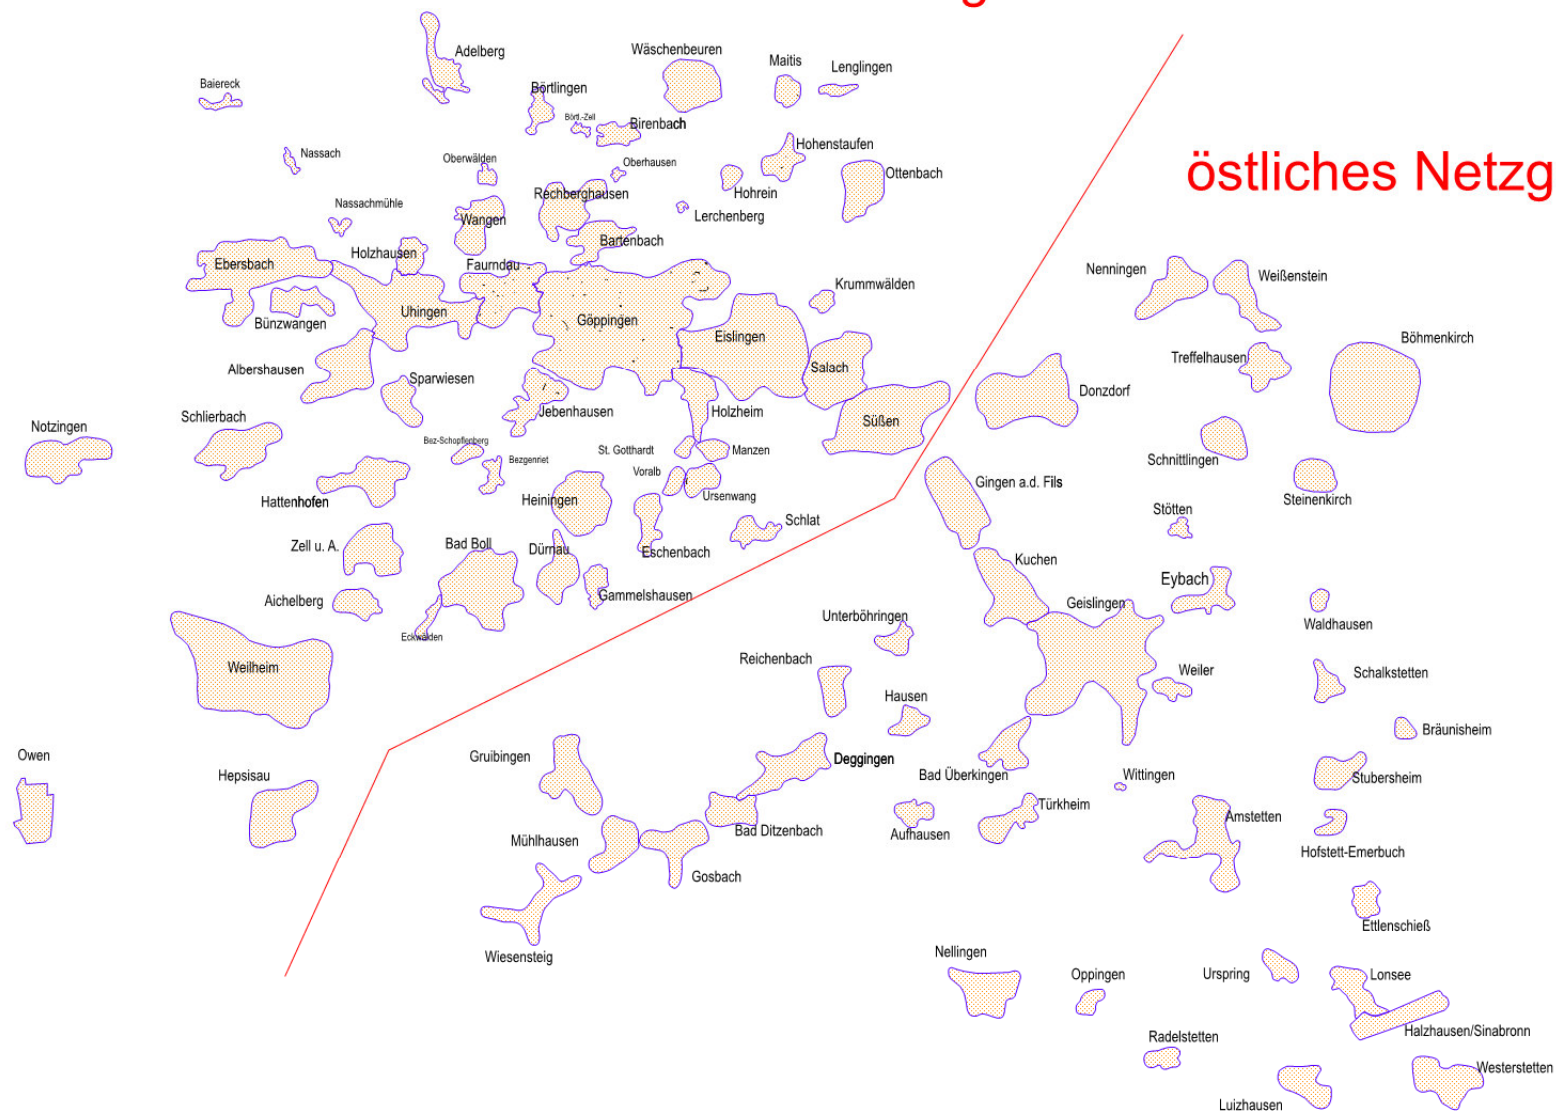 g
Adelberg
Wäschenbeuren
Maitis
Lenglingen
Baiereck
Börtlingen
Börtl.-Zell
Birenbach
östliches Netzg
Nassach
Oberwälden
Oberhausen
Hohenstaufen
Ottenbach
Rechberghausen
Hohrein
Nassachmühle
Wangen
Lerchenberg
Holzhausen
Bartenbach
Ebersbach
Faurndau
Nenningen
Weißenstein
Krummwälden
Bünzwangen
Uhingen
Göppingen
Eislingen
Böhmenkirch
Treffelhausen
Albershausen
Sparwiesen
Salach
Donzdorf
Schlierbach
Jebenhausen
Holzheim
Süßen
Notzingen
Bez-Schopflenberg
St. Gotthardt
Manzen
Bezgenriet
Schnittlingen
Voralb
Gingen a.d. Fils
Hattenhofen
Heiningen
Ursenwang
Steinenkirch
Stötten
Schlat
Zell u. A.
Bad Boll
Dürnau
Eschenbach
Kuchen
Eybach
Aichelberg
Gammelshausen
Geislingen
Unterböhringen
Waldhausen
Eckwälden
Reichenbach
Weilheim
Weiler
Schalkstetten
Hausen
Bräunisheim
Owen
Gruibingen
Deggingen
Hepsisau
Bad Überkingen
Wittingen
Stubersheim
Türkheim
Amstetten
Bad Ditzenbach
Aufhausen
Mühlhausen
Hofstett-Emerbuch
Gosbach
Ettlenschieß
Wiesensteig
Nellingen
Oppingen
Urspring
Lonsee
Halzhausen/Sinabronn
Radelstetten
Westerstetten
Luizhausen